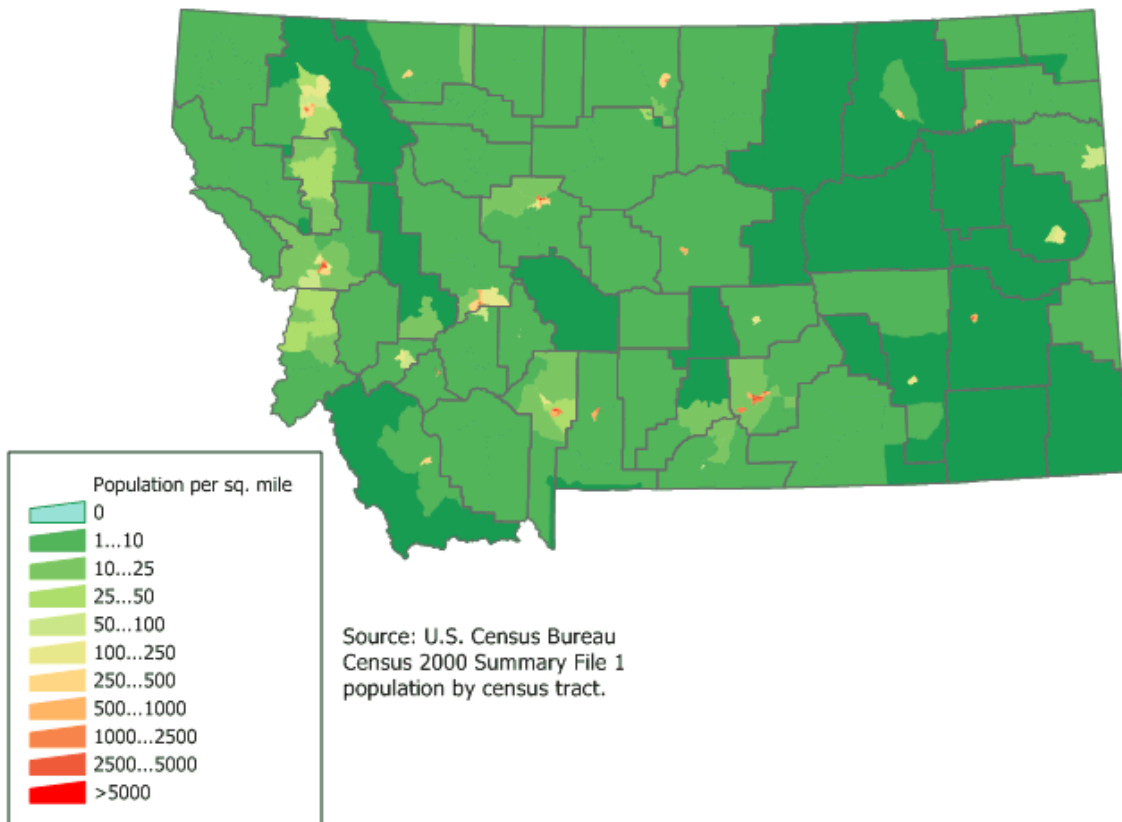 Population per sq. mile
0
1...10
10...25
25...50
50...100
100...250
250...500
500...1000
1000...2500
2500...5000
>5000
Source: U.S. Census Bureau
Census 2000 Summary File 1
population by census tract.